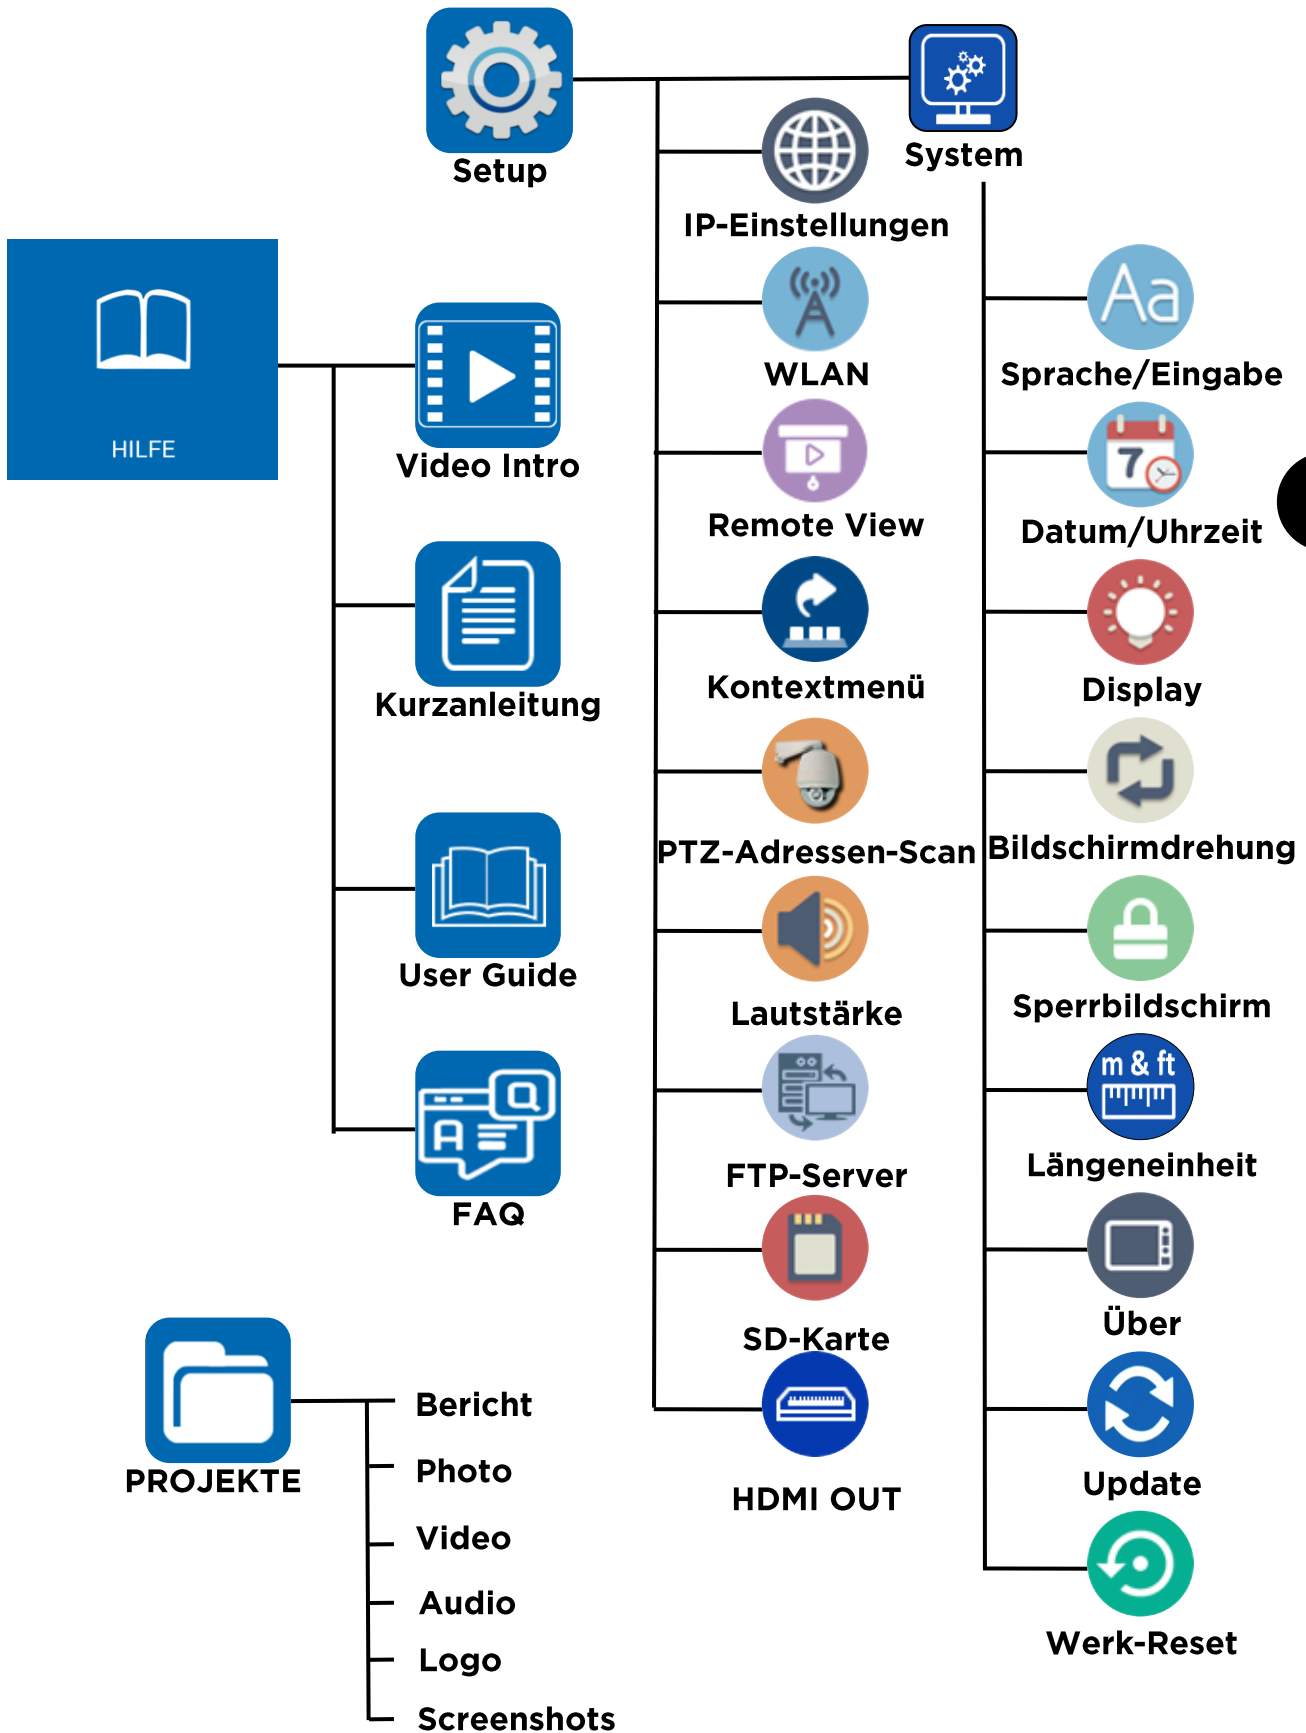 Setup
System
IP-Einstellungen
WLAN
Remote View
Kontextmenü
PTZ-Adressen-Scan
Lautstärke
FTP-Server
SD-Karte
HDMI OUT
Aa
Sprache/Eingabe
7
Datum/Uhrzeit
Display
Bildschirmdrehung
Sperrbildschirm
m & ft
Längeneinheit
Über
Update
Werk-Reset
HILFE
Video Intro
Kurzanleitung
User Guide
Q
A
FAQ
PROJEKTE
Bericht
Photo
Video
Audio
Logo
Screenshots